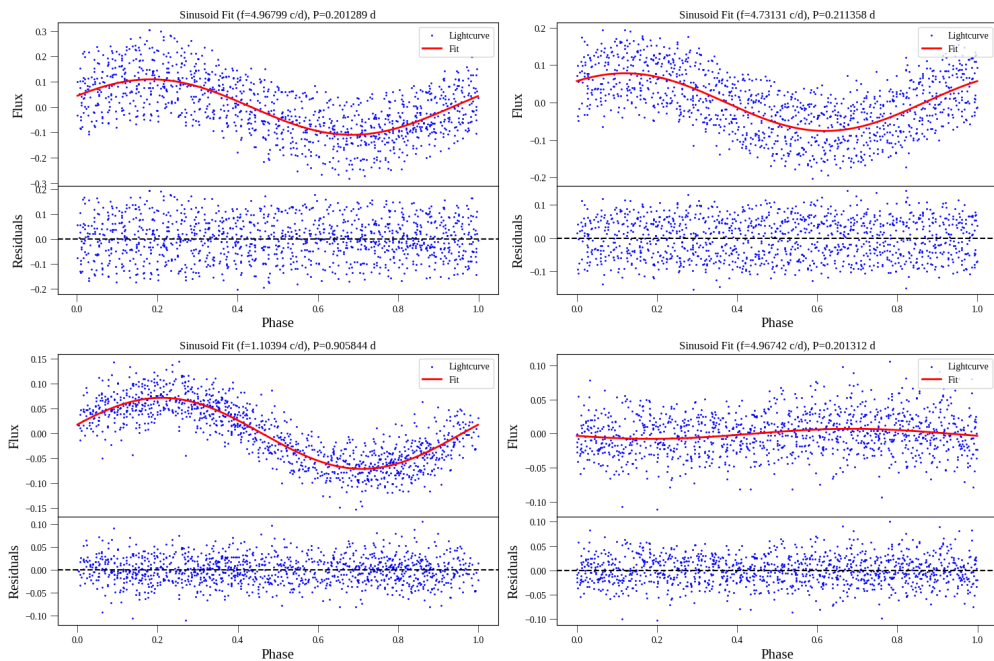 Sinusoid Fit (f=4.96799 c/d), P=0.201289 d
Lightcurve
Fit
Flux
0.3
0.2
0.1
0.0
−0.1
−0.2
−0.3
Residuals
0.2
0.1
0.0
−0.1
−0.2
0.0 0.2 0.4 0.6 0.8 1.0
Phase
Sinusoid Fit (f=4.73131 c/d), P=0.211358 d
Lightcurve
Fit
Flux
0.2
0.1
0.0
−0.1
−0.2
Residuals
0.1
0.0
−0.1
0.0 0.2 0.4 0.6 0.8 1.0
Phase
Sinusoid Fit (f=1.10394 c/d), P=0.905844 d
Lightcurve
Fit
Flux
0.15
0.10
0.05
0.00
−0.05
−0.10
−0.15
Residuals
0.10
0.05
0.00
−0.05
−0.10
0.0 0.2 0.4 0.6 0.8 1.0
Phase
Sinusoid Fit (f=4.96742 c/d), P=0.201312 d
Lightcurve
Fit
Flux
0.10
0.05
0.00
−0.05
−0.10
Residuals
0.10
0.05
0.00
−0.05
−0.10
0.0 0.2 0.4 0.6 0.8 1.0
Phase